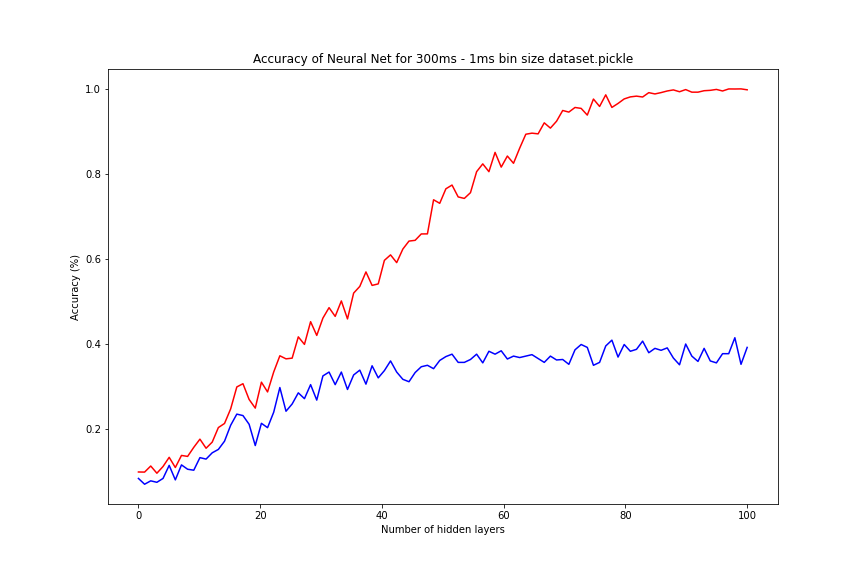 Accuracy of Neural Net for 300ms - 1ms bin size dataset.pickle
1.0
0.8
0.6
0.4
0.2
Accuracy (%)
0 20 40 60 80 100
Number of hidden layers